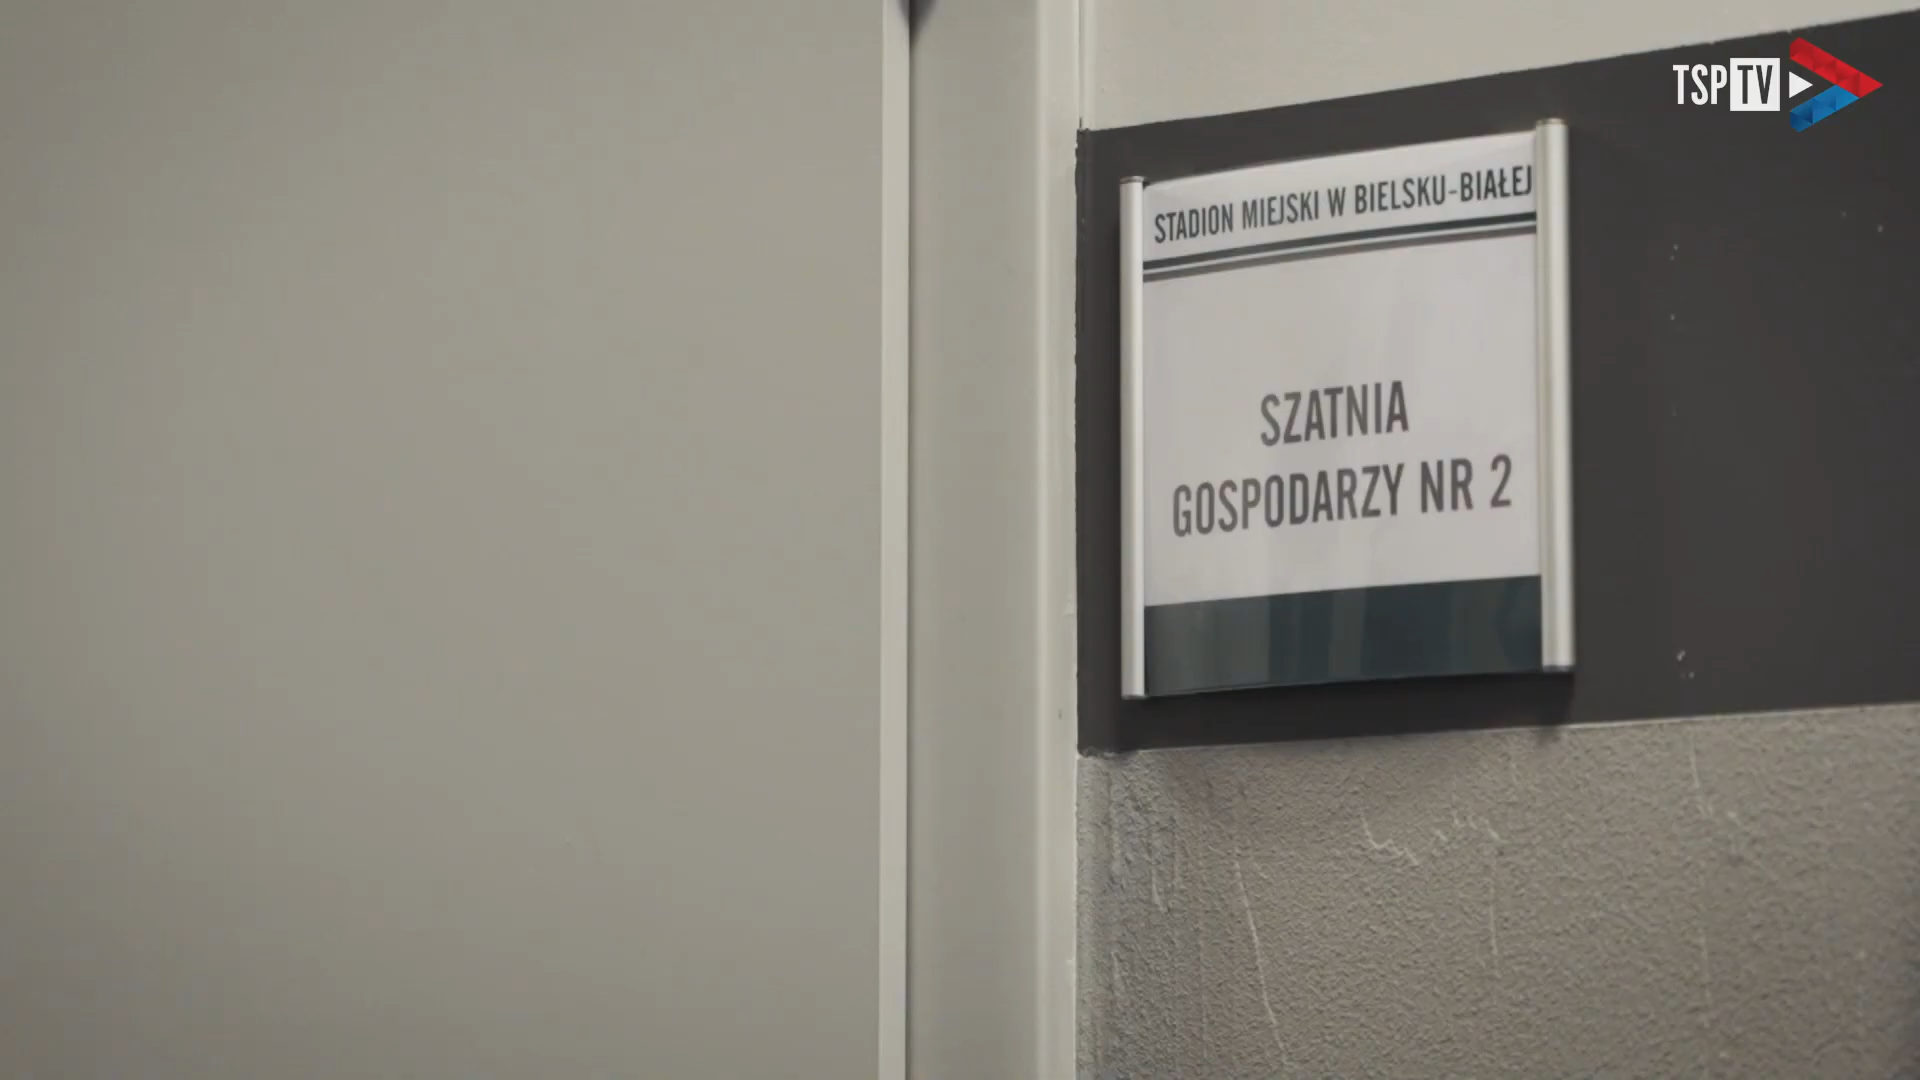 TSP TV
STADION MIEJSKI W BIELSKU-BIAŁEJ
SZATNIA
GOSPODARZY NR 2